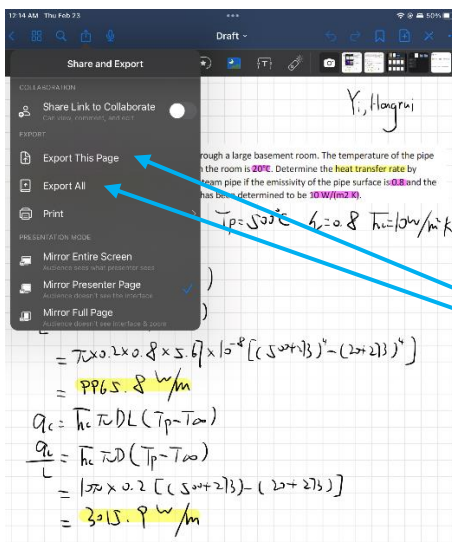 12:14 AM Thu Feb 23
50%
Draft
Share and Export
COLLABORATION
Share Link to Collaborate
Can view, comment, and edit
EXPORT
Export This Page
Export All
Print
PRESENTATION MODE
Mirror Entire Screen
Audience sees what presenter sees
Mirror Presenter Page
Audience doesn't see the interface
Mirror Full Page
Audience doesn't see interface & zoom
Yi, Hongrui
rough a large basement room. The temperature of the pipe
the room is 20°C. Determine the heat transfer rate by
team pipe if the emissivity of the pipe surface is 0.8 and the
has been determined to be 10 W/(m2 K).
Tp = 500°C
= 0.8 h̄c = 10 W/m²K
= π×0.2×0.8×5.67×10⁻⁸[(500+273)⁴-(20+273)⁴]
= 9965.8 W/m
qc = h̄c πDL(Tp-T∞)
qc/L = h̄c πD(Tp-T∞)
= 10π×0.2[(500+273)-(20+273)]
= 3015.9 W/m